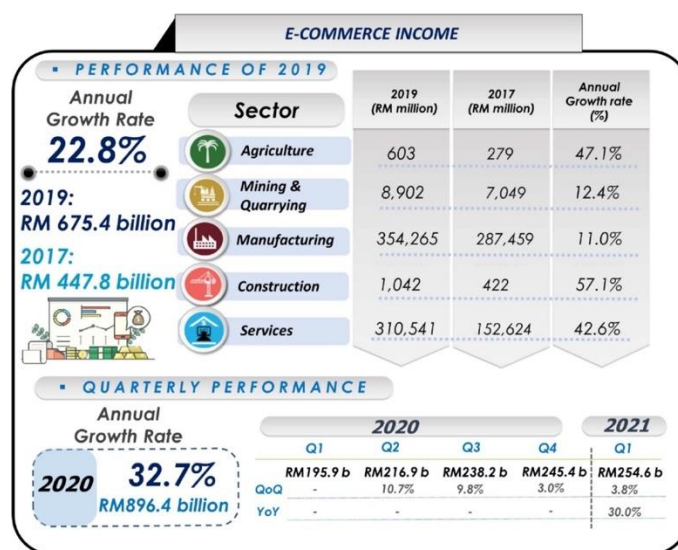 E-COMMERCE INCOME
▪ PERFORMANCE OF 2019
Annual
Growth Rate
22.8%
2019:
RM 675.4 billion
2017:
RM 447.8 billion
Sector
2019
(RM million)
2017
(RM million)
Annual
Growth rate
(%)
Agriculture 603 279 47.1%
Mining &
Quarrying 8,902 7,049 12.4%
Manufacturing 354,265 287,459 11.0%
Construction 1,042 422 57.1%
Services 310,541 152,624 42.6%
▪ QUARTERLY PERFORMANCE
Annual
Growth Rate
2020 32.7%
RM896.4 billion
2020 2021
Q1 Q2 Q3 Q4 Q1
RM195.9 b RM216.9 b RM238.2 b RM245.4 b RM254.6 b
QoQ - 10.7% 9.8% 3.0% 3.8%
YoY - - - - 30.0%